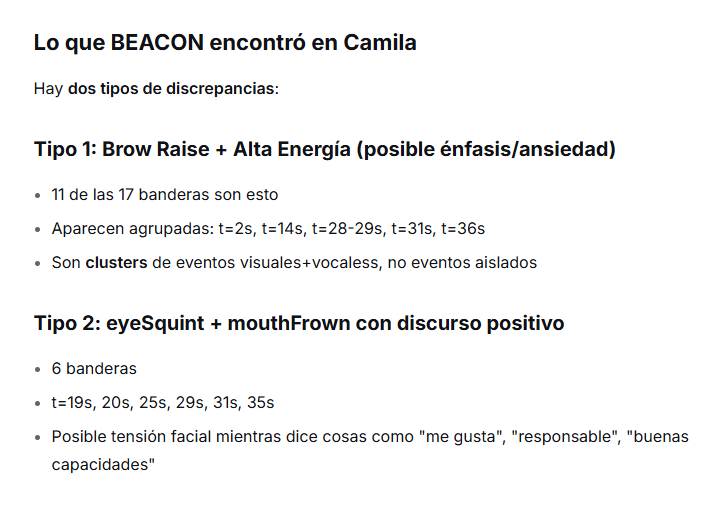 Lo que BEACON encontró en Camila
Hay dos tipos de discrepancias:
Tipo 1: Brow Raise + Alta Energía (posible énfasis/ansiedad)
• 11 de las 17 banderas son esto
• Aparecen agrupadas: t=2s, t=14s, t=28-29s, t=31s, t=36s
• Son clusters de eventos visuales+vocaless, no eventos aislados
Tipo 2: eyeSquint + mouthFrown con discurso positivo
• 6 banderas
• t=19s, 20s, 25s, 29s, 31s, 35s
• Posible tensión facial mientras dice cosas como "me gusta", "responsable", "buenas
capacidades"